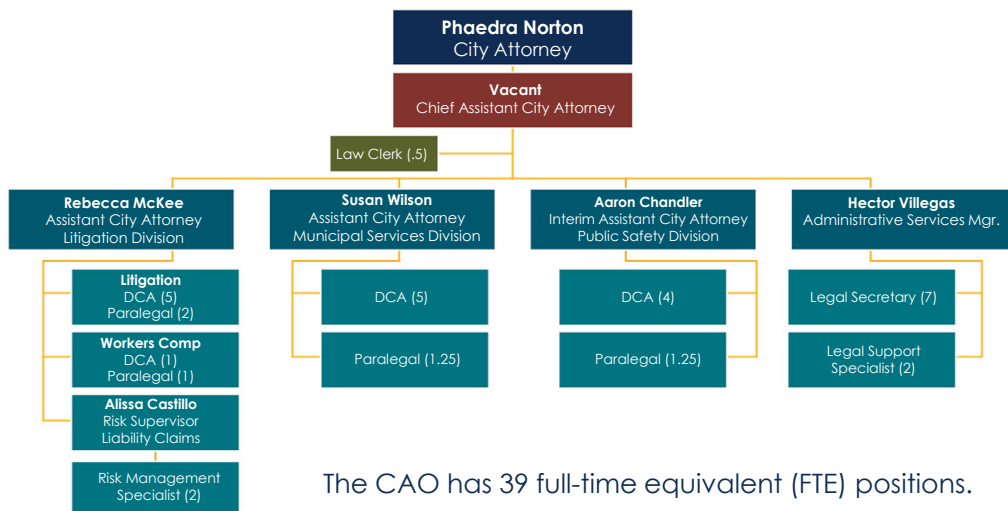 Phaedra Norton
City Attorney
Vacant
Chief Assistant City Attorney
Law Clerk (.5)
Rebecca McKee
Assistant City Attorney
Litigation Division
Litigation
DCA (5)
Paralegal (2)
Workers Comp
DCA (1)
Paralegal (1)
Alissa Castillo
Risk Supervisor
Liability Claims
Risk Management
Specialist (2)
Susan Wilson
Assistant City Attorney
Municipal Services Division
DCA (5)
Paralegal (1.25)
Aaron Chandler
Interim Assistant City Attorney
Public Safety Division
DCA (4)
Paralegal (1.25)
Hector Villegas
Administrative Services Mgr.
Legal Secretary (7)
Legal Support
Specialist (2)
The CAO has 39 full-time equivalent (FTE) positions.